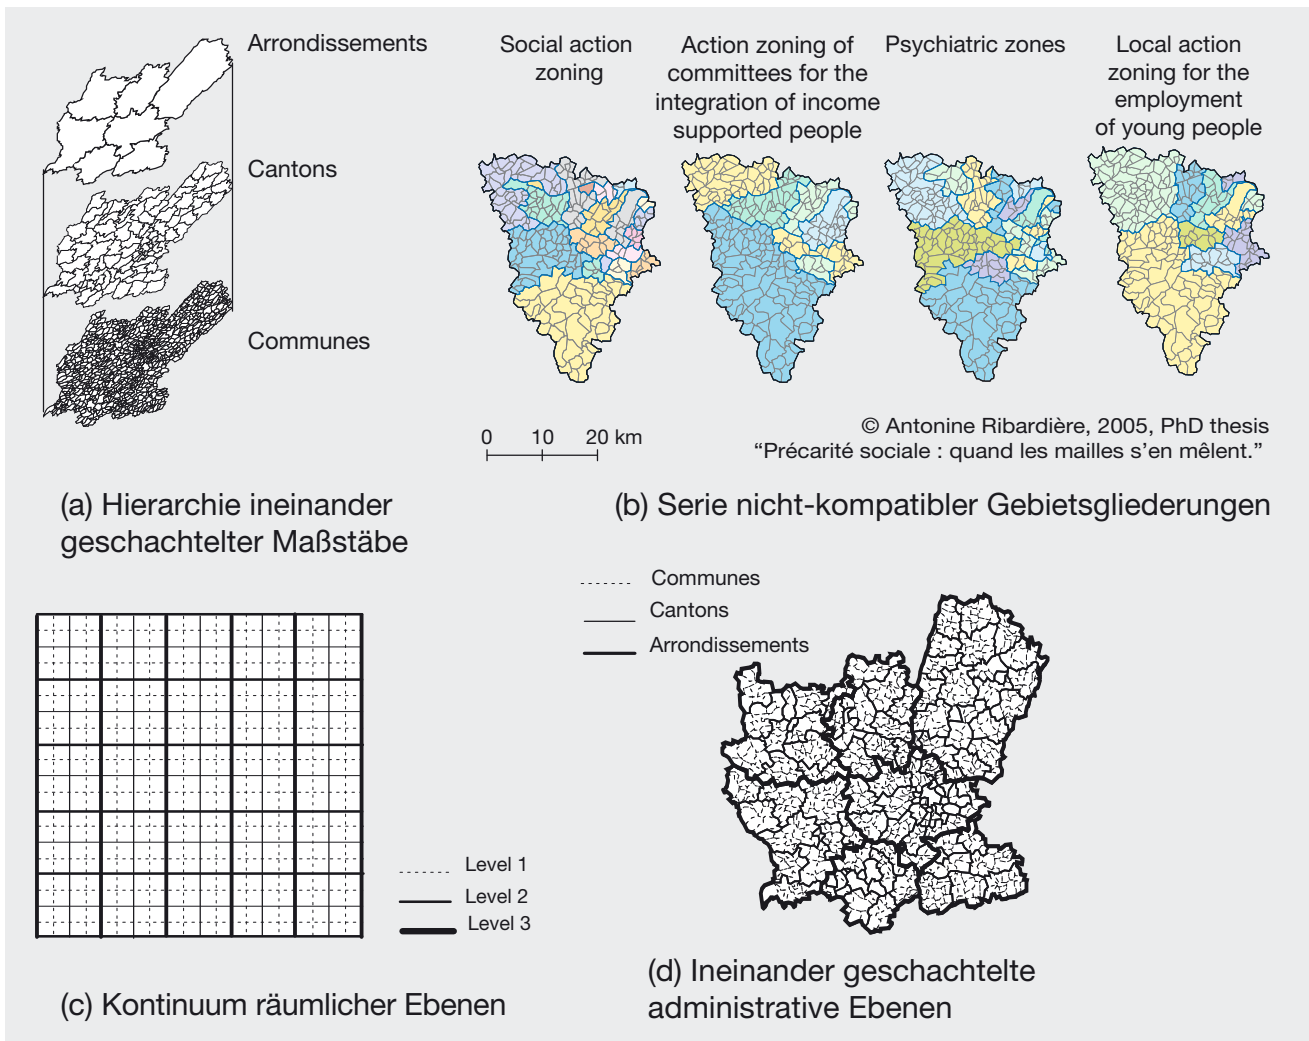 Arrondissements
Cantons
Communes
(a) Hierarchie ineinander
geschachtelter Maßstäbe
Social action
zoning
Action zoning of
committees for the
integration of income
supported people
Psychiatric zones
Local action
zoning for the
employment
of young people
0 10 20 km
© Antonine Ribardière, 2005, PhD thesis
“Précarité sociale : quand les mailles s’en mêlent.”
(b) Serie nicht-kompatibler Gebietsgliederungen
Level 1
Level 2
Level 3
(c) Kontinuum räumlicher Ebenen
Communes
Cantons
Arrondissements
(d) Ineinander geschachtelte
administrative Ebenen